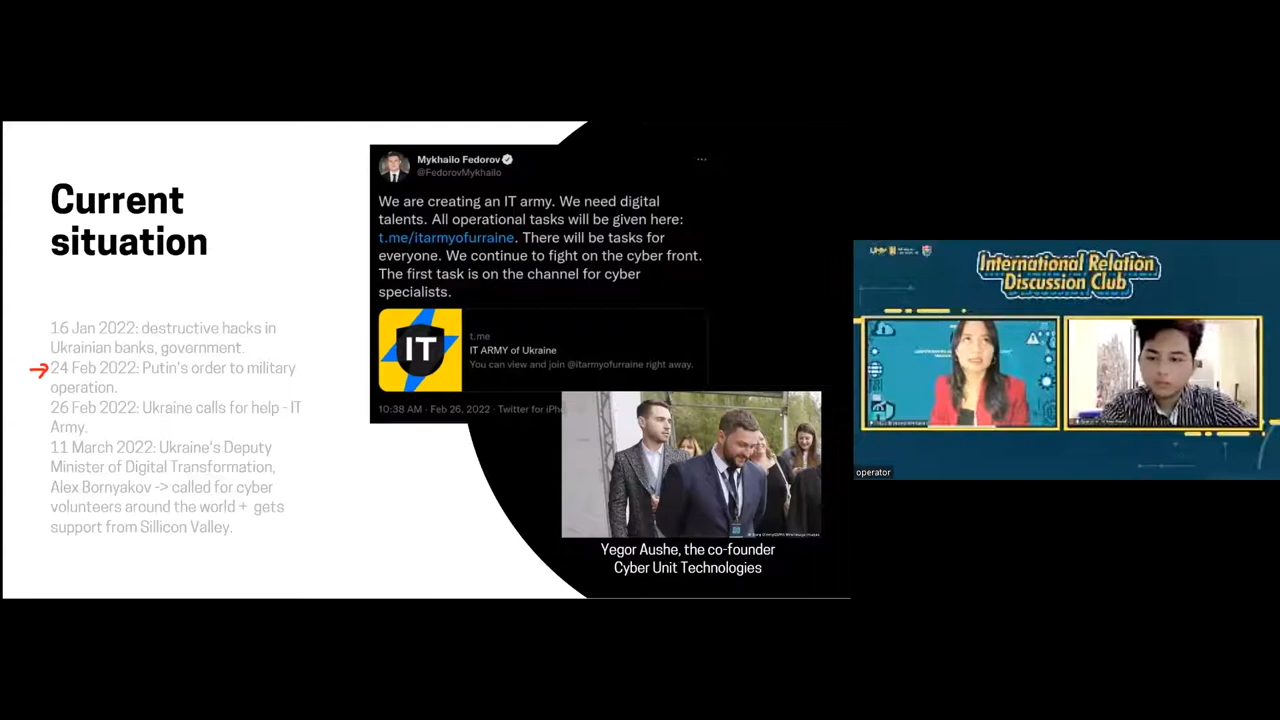 Current
situation
16 Jan 2022: destructive hacks in
Ukrainian banks, government.
24 Feb 2022: Putin's order to military
operation.
26 Feb 2022: Ukraine calls for help - IT
Army.
11 March 2022: Ukraine's Deputy
Minister of Digital Transformation,
Alex Bornyakov -> called for cyber
volunteers around the world + gets
support from Sillicon Valley.
Mykhailo Fedorov
@FedorovMykhailo
We are creating an IT army. We need digital
talents. All operational tasks will be given here:
t.me/itarmyofurraine. There will be tasks for
everyone. We continue to fight on the cyber front.
The first task is on the channel for cyber
specialists.
IT
t.me
IT ARMY of Ukraine
You can view and join @itarmyofurraine right away.
10:38 AM · Feb 26, 2022 · Twitter for iPh
Yegor Aushe, the co-founder
Cyber Unit Technologies
International Relation
Discussion Club
operator